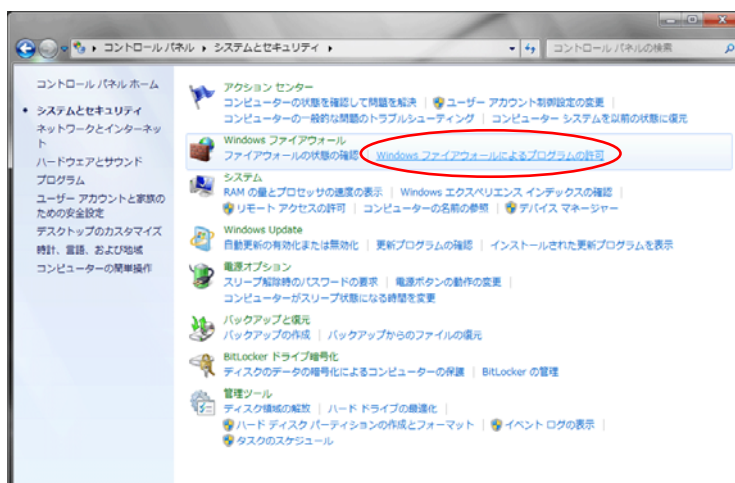 コントロール パネル ▸ システムとセキュリティ ▸
コントロール パネルの検索
コントロール パネル ホーム
システムとセキュリティ
ネットワークとインターネッ
ト
ハードウェアとサウンド
プログラム
ユーザー アカウントと家族の
ための安全設定
デスクトップのカスタマイズ
時計、言語、および地域
コンピューターの簡単操作
アクション センター
コンピューターの状態を確認して問題を解決 | ユーザー アカウント制御設定の変更 |
コンピューターの一般的な問題のトラブルシューティング | コンピューター システムを以前の状態に復元
Windows ファイアウォール
ファイアウォールの状態の確認 | Windows ファイアウォールによるプログラムの許可
システム
RAM の量とプロセッサの速度の表示 | Windows エクスペリエンス インデックスの確認 |
リモート アクセスの許可 | コンピューターの名前の参照 | デバイス マネージャー
Windows Update
自動更新の有効化または無効化 | 更新プログラムの確認 | インストールされた更新プログラムを表示
電源オプション
スリープ解除時のパスワードの要求 | 電源ボタンの動作の変更 |
コンピューターがスリープ状態になる時間を変更
バックアップと復元
バックアップの作成 | バックアップからのファイルの復元
BitLocker ドライブ暗号化
ディスクのデータの暗号化によるコンピューターの保護 | BitLocker の管理
管理ツール
ディスク領域の解放 | ハード ドライブの最適化 |
ハード ディスク パーティションの作成とフォーマット | イベント ログの表示 |
タスクのスケジュール